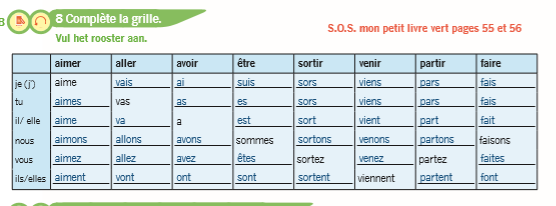 8 Complète la grille.
Vul het rooster aan.
S.O.S. mon petit livre vert pages 55 et 56
aimer aller avoir être sortir venir partir faire
je (j') aime vais ai suis sors viens pars fais
tu aimes vas as es sors viens pars fais
il/ elle aime va a est sort vient part fait
nous aimons allons avons sommes sortons venons partons faisons
vous aimez allez avez êtes sortez venez partez faites
ils/elles aiment vont ont sont sortent viennent partent font